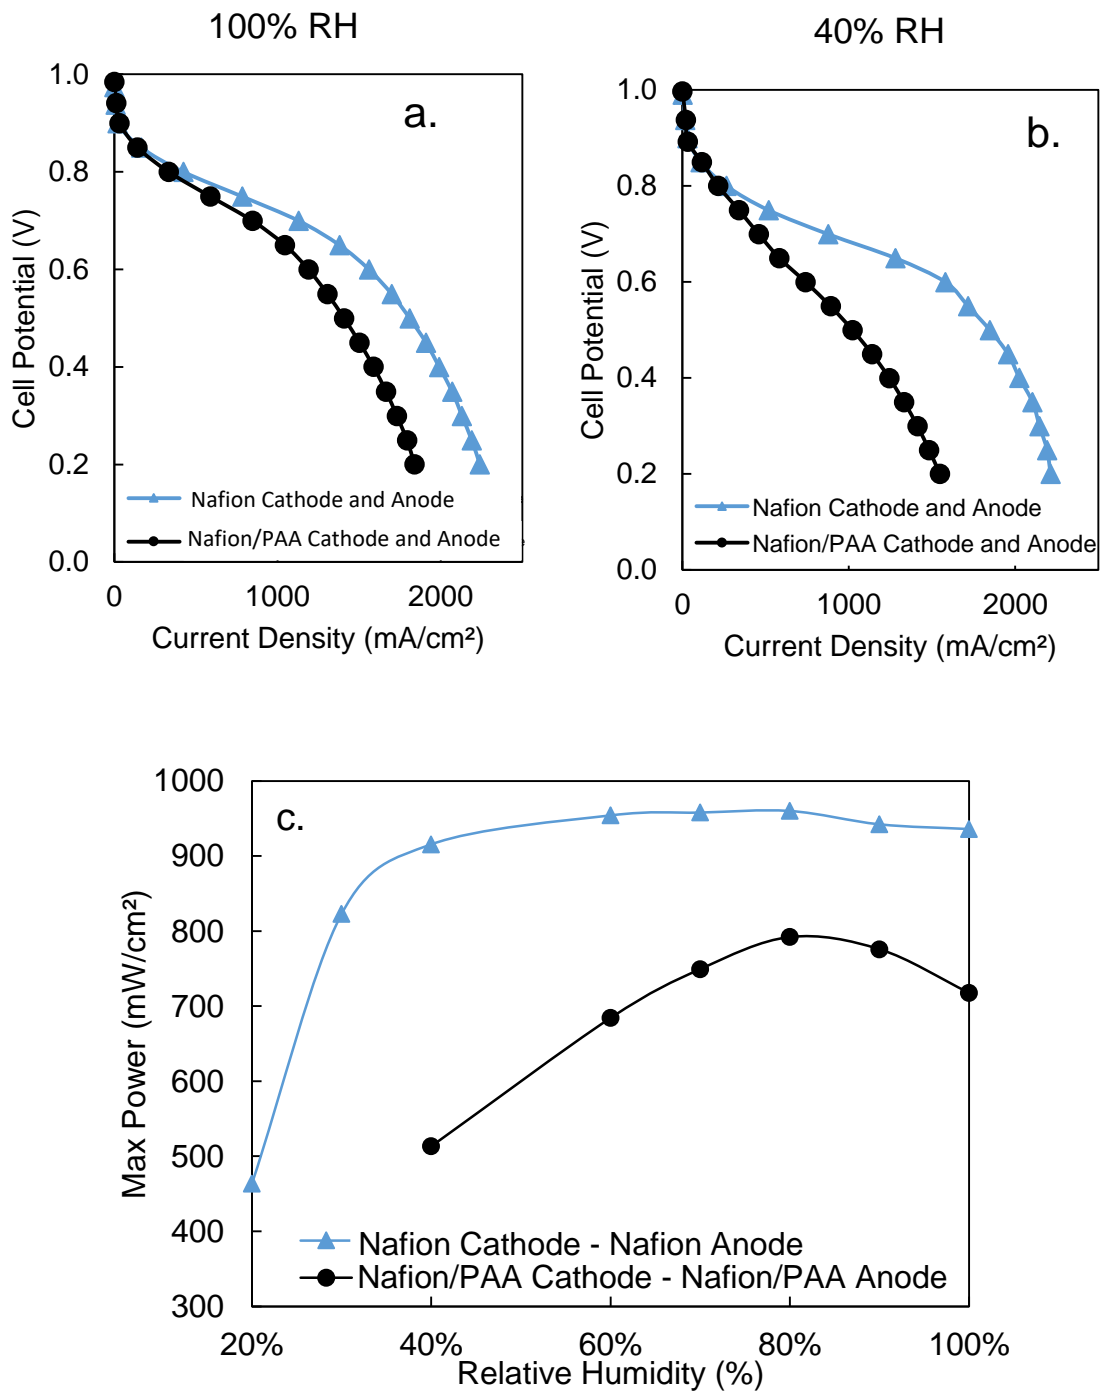 100% RH
40% RH
a.
1.0
0.8
0.6
0.4
0.2
0.0
Cell Potential (V)
Nafion Cathode and Anode
Nafion/PAA Cathode and Anode
0
1000
2000
Current Density (mA/cm²)
b.
1.0
0.8
0.6
0.4
0.2
0.0
Cell Potential (V)
Nafion Cathode and Anode
Nafion/PAA Cathode and Anode
0
1000
2000
Current Density (mA/cm²)
c.
1000
900
800
700
600
500
400
300
Max Power (mW/cm²)
Nafion Cathode - Nafion Anode
Nafion/PAA Cathode - Nafion/PAA Anode
20%
40%
60%
80%
100%
Relative Humidity (%)